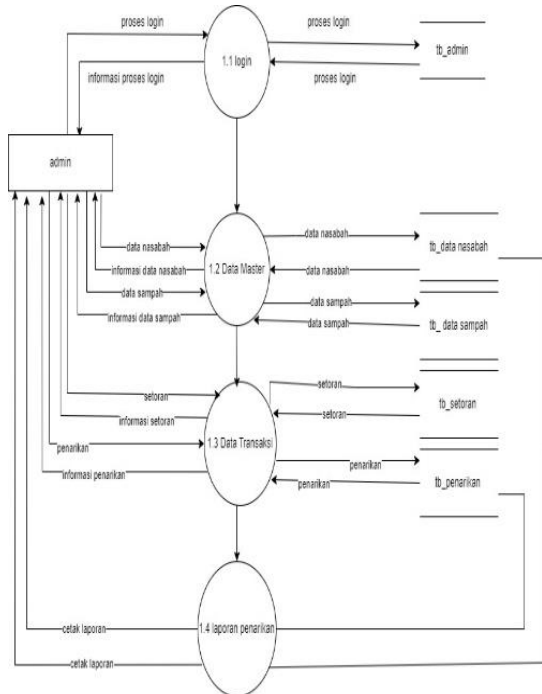 proses login
proses login
1.1 login
tb_admin
informasi proses login
proses login
admin
data nasabah
data nasabah
tb_data nasabah
informasi data nasabah
1.2 Data Master
data nasabah
data sampah
data sampah
informasi data sampah
data sampah
tb_ data sampah
setoran
setoran
tb_setoran
informasi setoran
setoran
penarikan
1.3 Data Transaksi
penarikan
informasi penarikan
penarikan
tb_penarikan
cetak laporan
1.4 laporan penarikan
cetak laporan